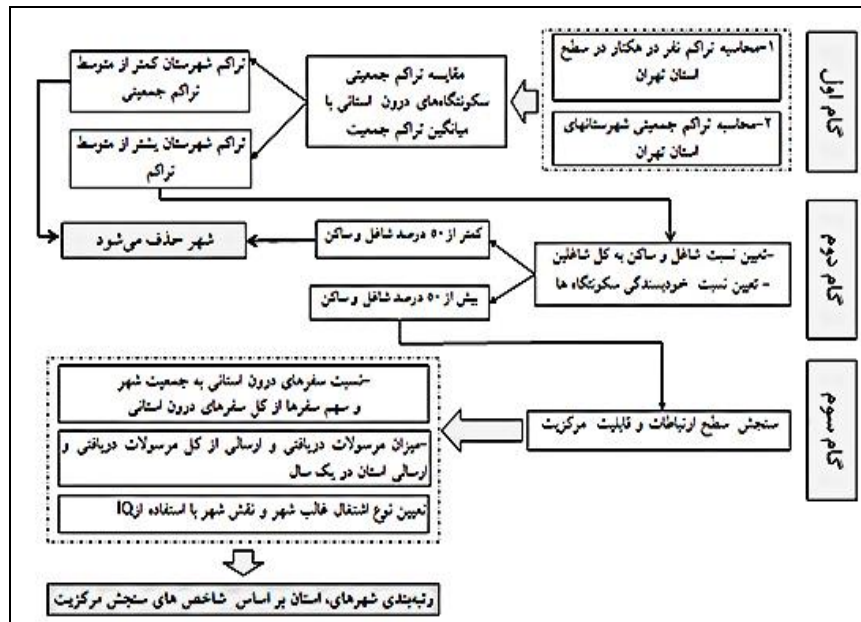 گام اول
۱-محاسبه تراکم نفر در هکتار در سطح
استان تهران
۲-محاسبه تراکم جمعیتی شهرستانهای
استان تهران
مقایسه تراکم جمعیتی
سکونتگاه‌های درون استانی با
میانگین تراکم جمعیت
تراکم شهرستان کمتر از متوسط
تراکم جمعیتی
تراکم شهرستان پشتر از متوسط
تراکم
گام دوم
-تعیین نسبت شاغل و ساکن به کل شاغلین
- تعیین نسبت خودبسندگی سکونتگاه ها
کمتر از ۵۰ درصد شاغل و ساکن
شهر حذف می‌شود
بیش از ۵۰ درصد شاغل و ساکن
گام سوم
سنجش سطح ارتباطات و قابلیت مرکزیت
-نسبت سفرهای درون استانی به جمعیت شهر
و سهم سفرها از کل سفرهای درون استانی
-میزان مرسولات دریافتی و ارسالی از کل مرسولات دریافتی و
ارسالی استان در یک سال
تعیین نوع اشتغال غالب شهر و نقش شهر با استفاده از IQ
رتبه‌بندی شهرهای، استان بر اساس شاخص های سنجش مرکزیت